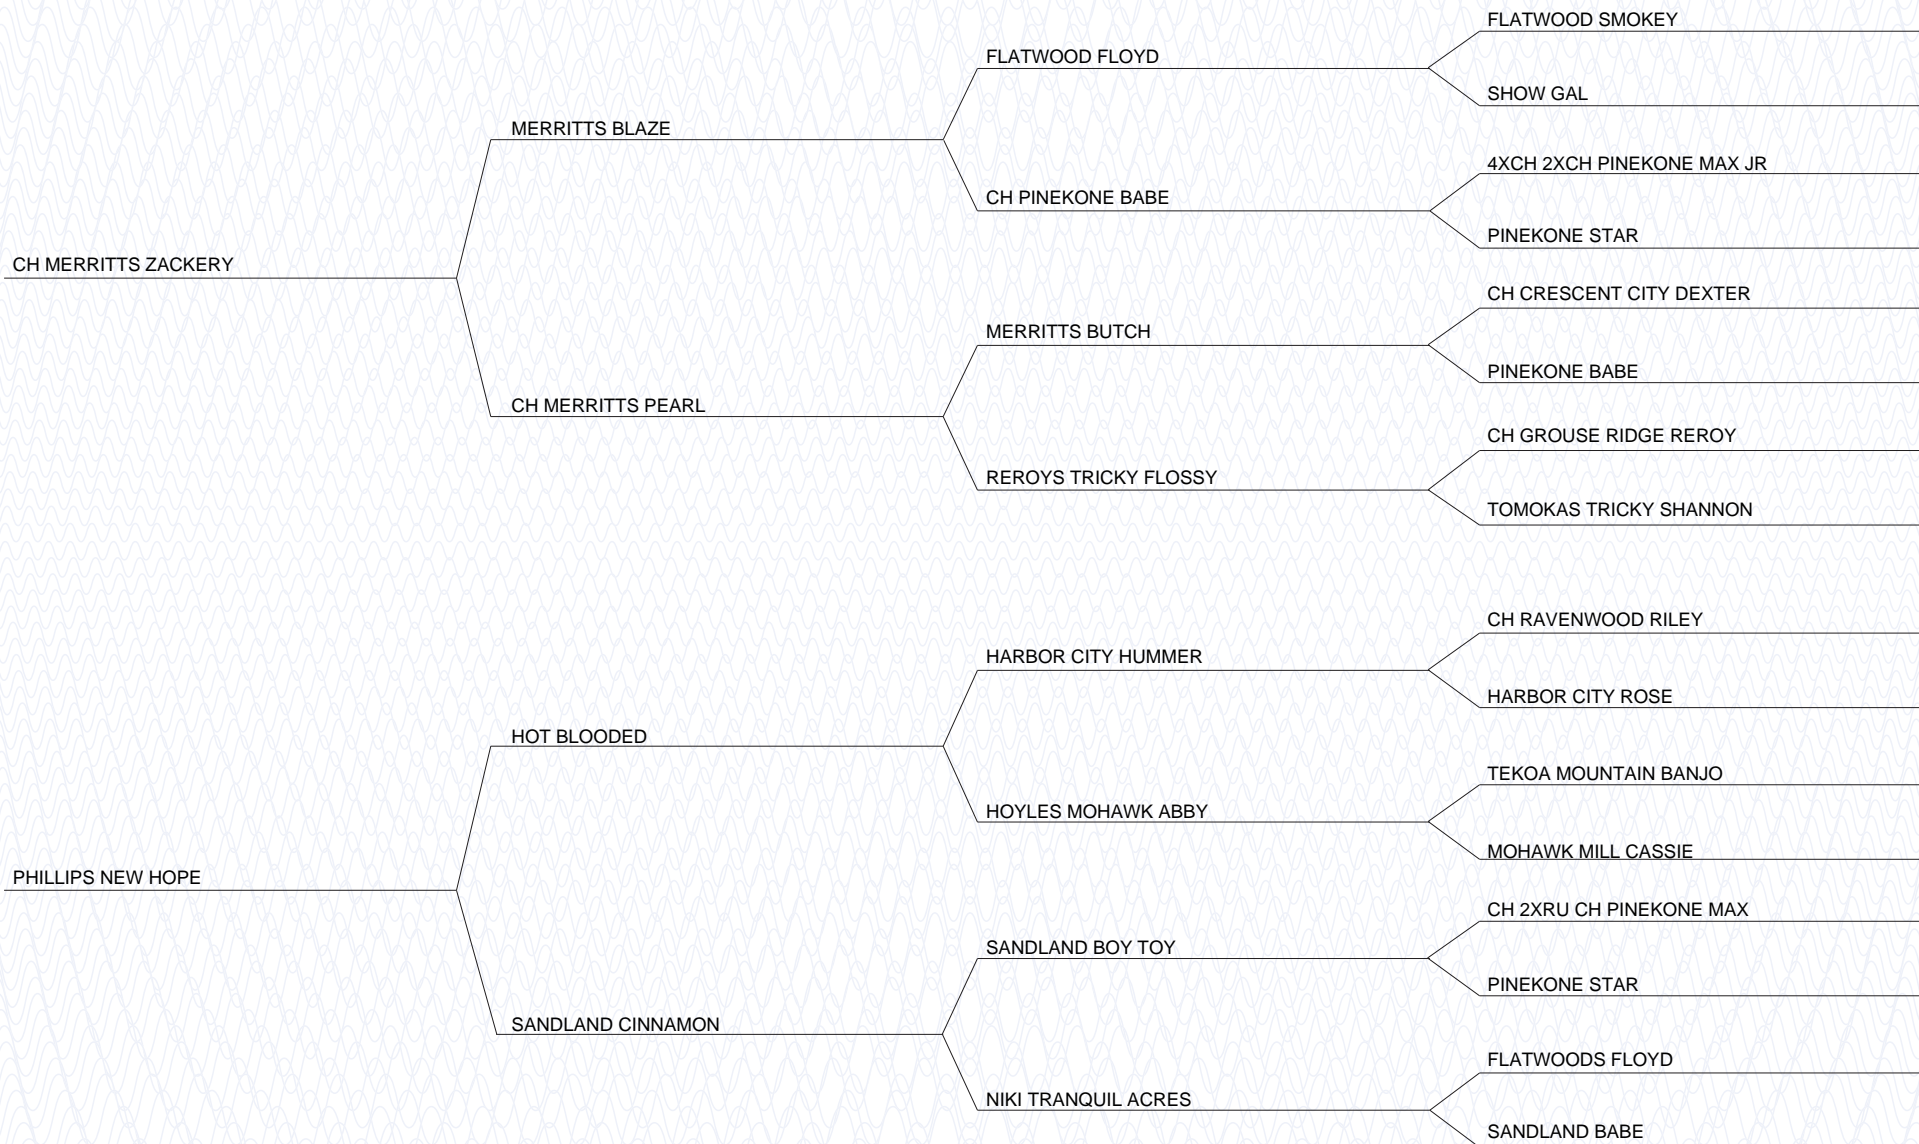 FLATWOOD SMOKEY
FLATWOOD FLOYD
SHOW GAL
MERRITTS BLAZE
4XCH 2XCH PINEKONE MAX JR
CH PINEKONE BABE
PINEKONE STAR
CH MERRITTS ZACKERY
CH CRESCENT CITY DEXTER
MERRITTS BUTCH
PINEKONE BABE
CH MERRITTS PEARL
CH GROUSE RIDGE REROY
REROYS TRICKY FLOSSY
TOMOKAS TRICKY SHANNON
CH RAVENWOOD RILEY
HARBOR CITY HUMMER
HARBOR CITY ROSE
HOT BLOODED
TEKOA MOUNTAIN BANJO
HOYLES MOHAWK ABBY
MOHAWK MILL CASSIE
PHILLIPS NEW HOPE
CH 2XRU CH PINEKONE MAX
SANDLAND BOY TOY
PINEKONE STAR
SANDLAND CINNAMON
FLATWOODS FLOYD
NIKI TRANQUIL ACRES
SANDLAND BABE